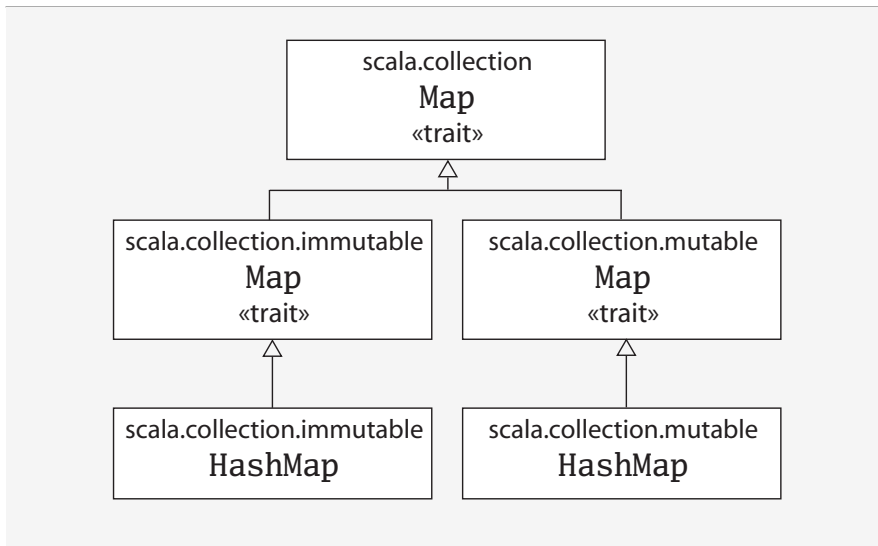 scala.collection
Map
«trait»
scala.collection.immutable
Map
«trait»
scala.collection.mutable
Map
«trait»
scala.collection.immutable
HashMap
scala.collection.mutable
HashMap